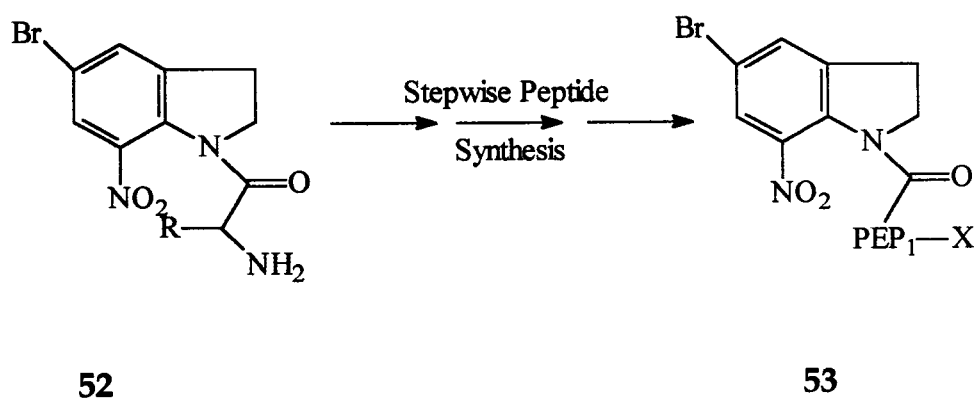 Br
N
NO2
O
R
NH2
52
Stepwise Peptide
Synthesis
Br
N
NO2
O
PEP1—X
53